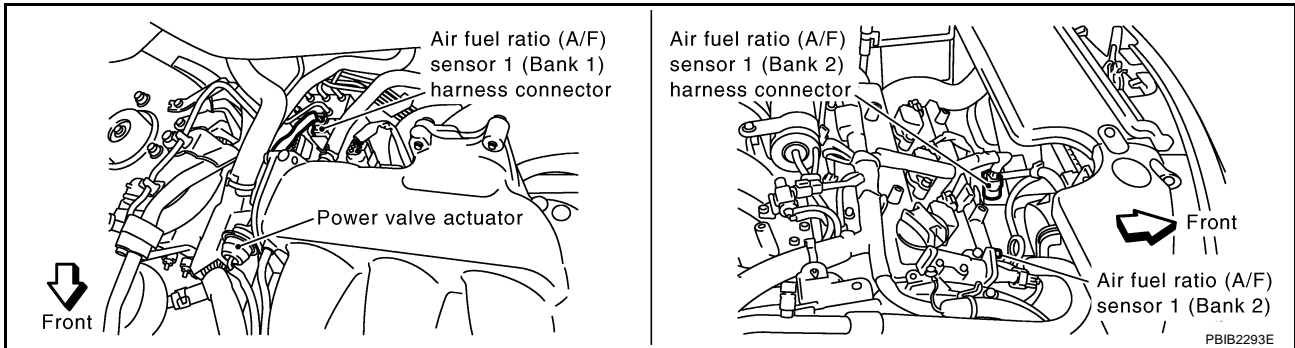 Air fuel ratio (A/F)
sensor 1 (Bank 1)
harness connector
Power valve actuator
Front
Air fuel ratio (A/F)
sensor 1 (Bank 2)
harness connector
Front
Air fuel ratio (A/F)
sensor 1 (Bank 2)
PBIB2293E